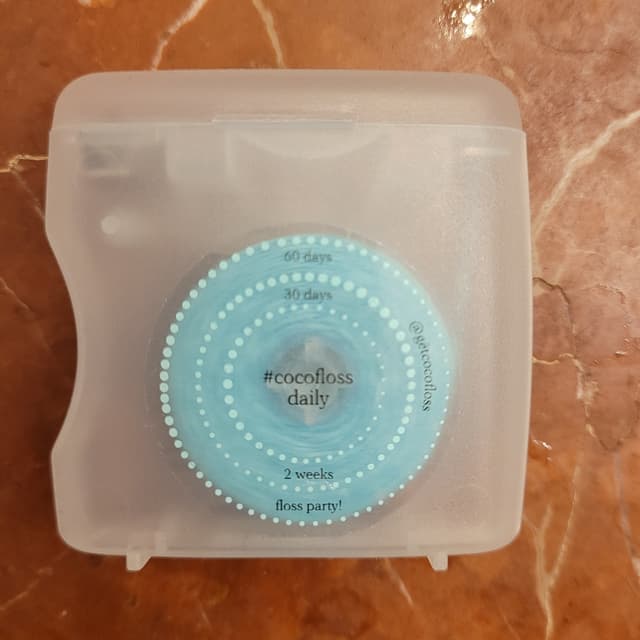 60 days
30 days
@getcocofloss
#cocofloss
daily
2 weeks
floss party!